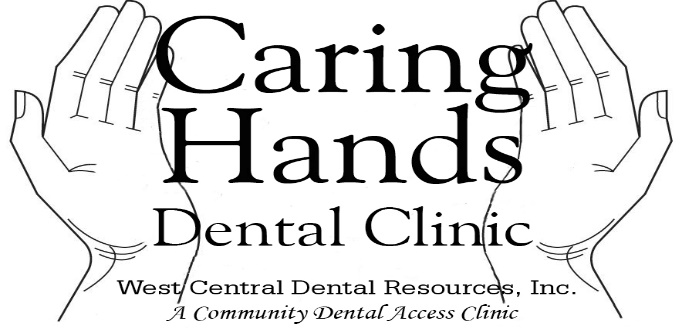 Caring
Hands
Dental Clinic
West Central Dental Resources, Inc.
A Community Dental Access Clinic